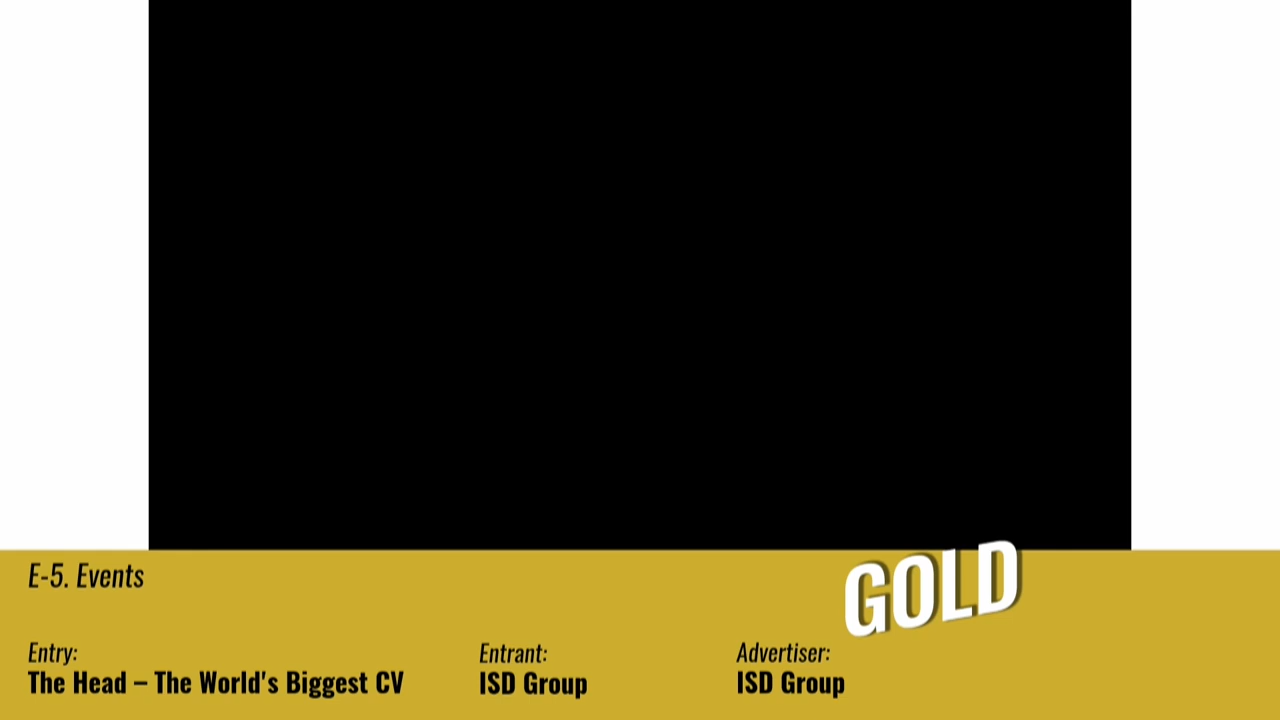 E-5. Events
GOLD
Entry:
The Head – The World's Biggest CV
Entrant:
ISD Group
Advertiser:
ISD Group